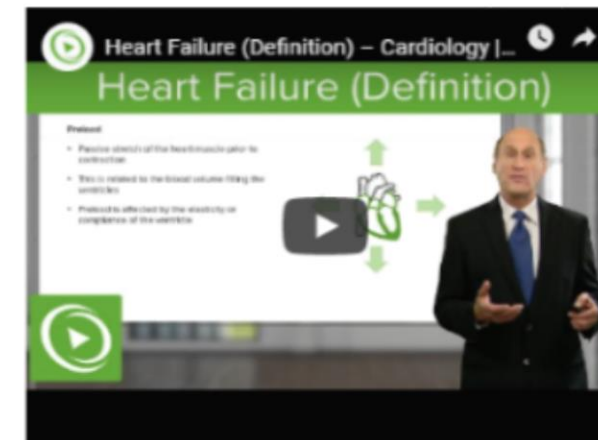 Heart Failure (Definition) – Cardiology |...
Heart Failure (Definition)
Preload
• Passive stretch of the heart muscle prior to
contraction
• This is related to the blood volume filling the
ventricles
• Preload is affected by the elasticity or
compliance of the ventricle